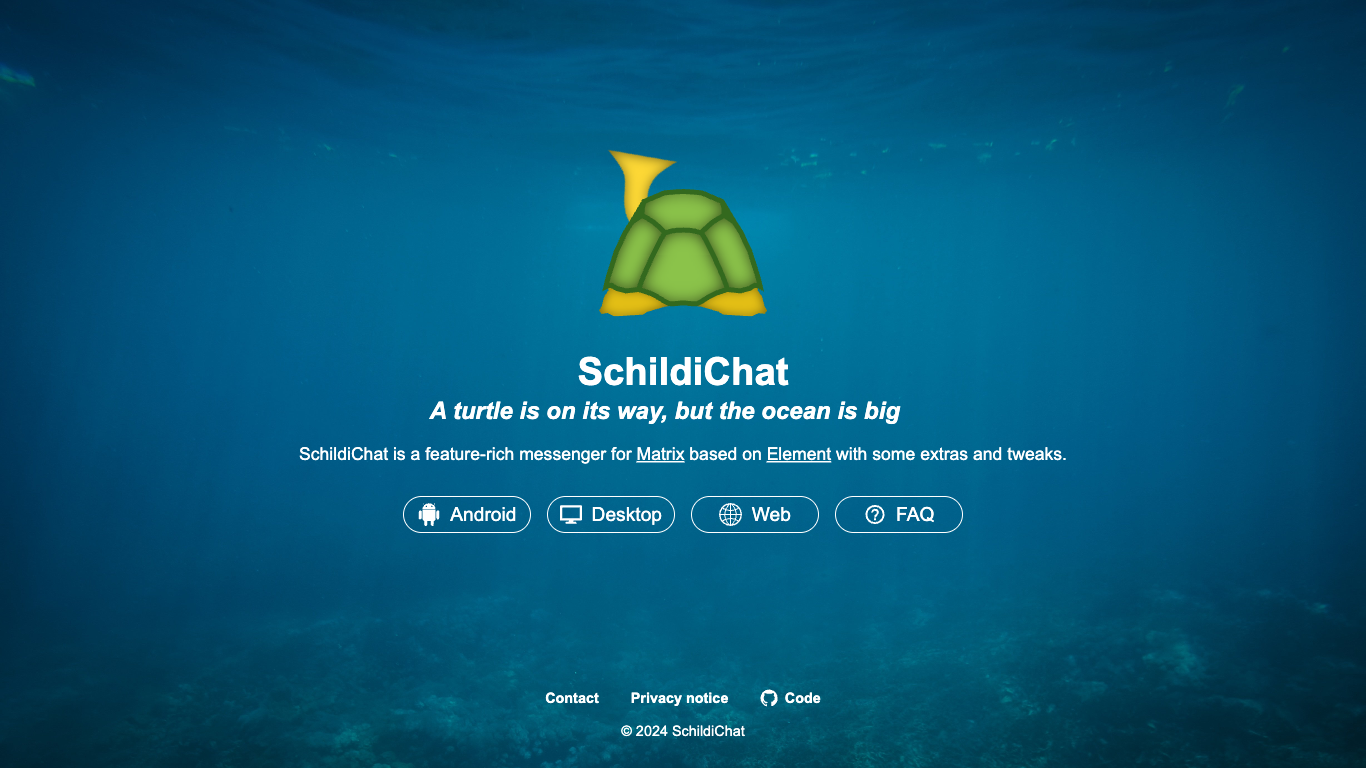 SchildiChat
A turtle is on its way, but the ocean is big
SchildiChat is a feature-rich messenger for Matrix based on Element with some extras and tweaks.
Android Desktop Web FAQ
Contact Privacy notice Code
© 2024 SchildiChat